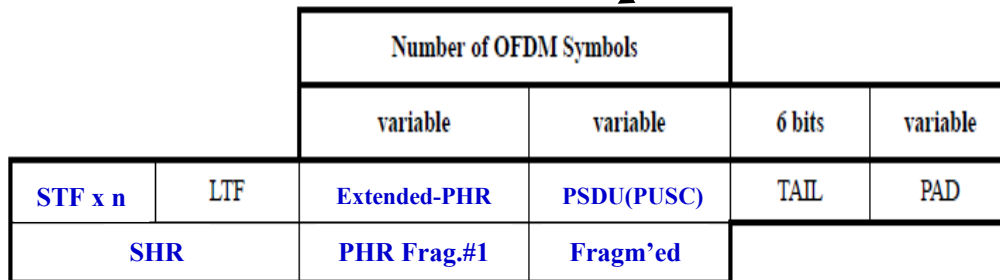 Number of OFDM Symbols
variable variable 6 bits variable
STF x n LTF Extended-PHR PSDU(PUSC) TAIL PAD
SHR PHR Frag.#1 Fragm’ed